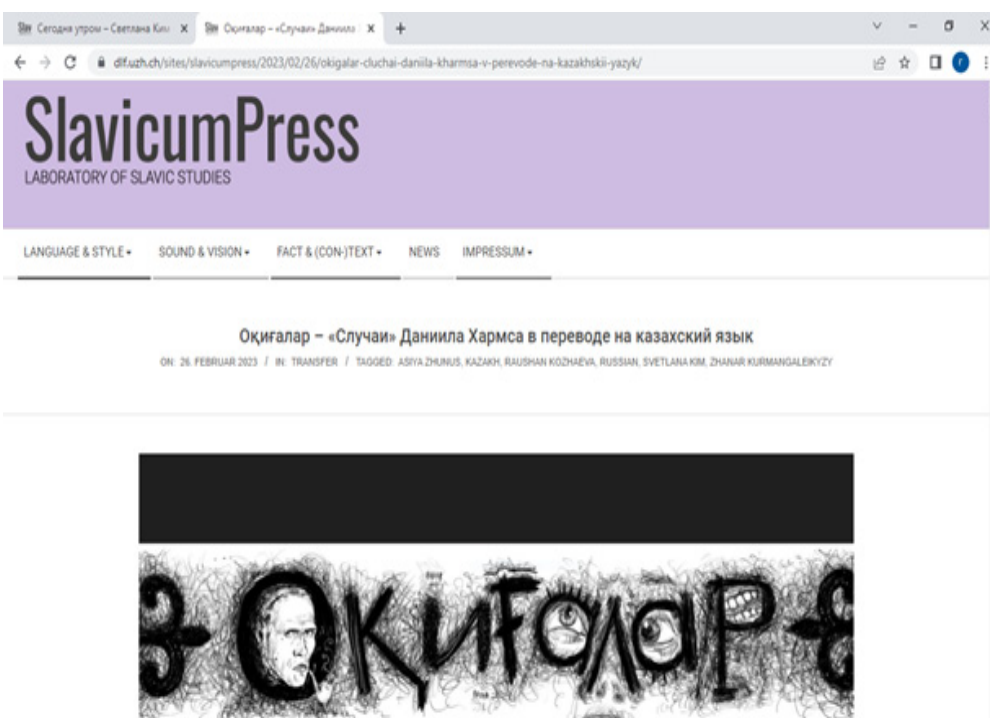 Сегодня утром – Светлана Ким
Оқиғалар – «Случаи» Даниила
dlf.uzh.ch/sites/slavicumpress/2023/02/26/okigalar-cluchai-daniila-kharmsa-v-perevode-na-kazakhskii-yazyk/
SlavicumPress
LABORATORY OF SLAVIC STUDIES
LANGUAGE & STYLE SOUND & VISION FACT & (CON-)TEXT NEWS IMPRESSUM
Оқиғалар – «Случаи» Даниила Хармса в переводе на казахский язык
ON: 26. FEBRUAR 2023 / IN: TRANSFER / TAGGED: ASIYA ZHUNUS, KAZAKH, RAUSHAN KOZHAEVA, RUSSIAN, SVETLANA KIM, ZHANAR KURMANGALEIKYZY
ОҚИҒАЛАР